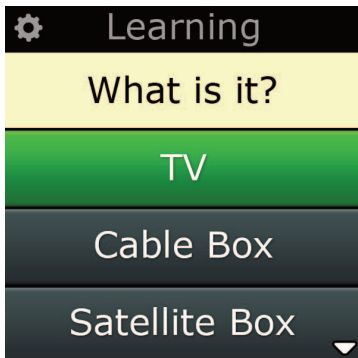 Learning
What is it?
TV
Cable Box
Satellite Box